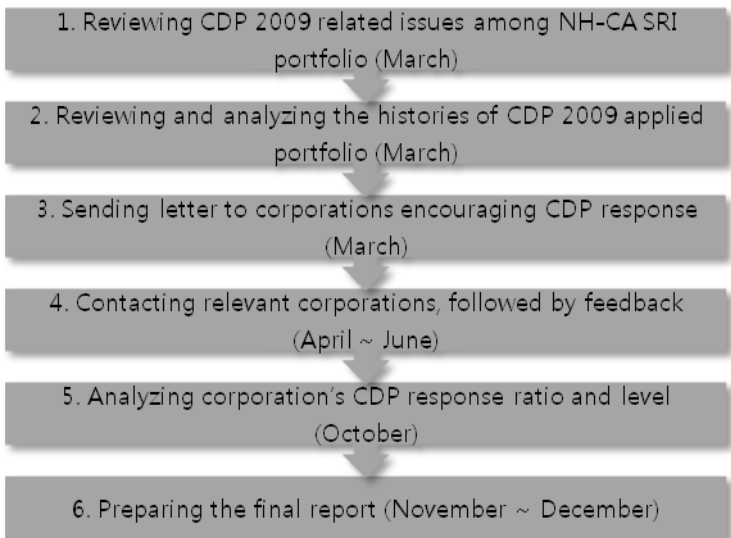 1. Reviewing CDP 2009 related issues among NH-CA SRI
portfolio (March)
2. Reviewing and analyzing the histories of CDP 2009 applied
portfolio (March)
3. Sending letter to corporations encouraging CDP response
(March)
4. Contacting relevant corporations, followed by feedback
(April ~ June)
5. Analyzing corporation's CDP response ratio and level
(October)
6. Preparing the final report (November ~ December)